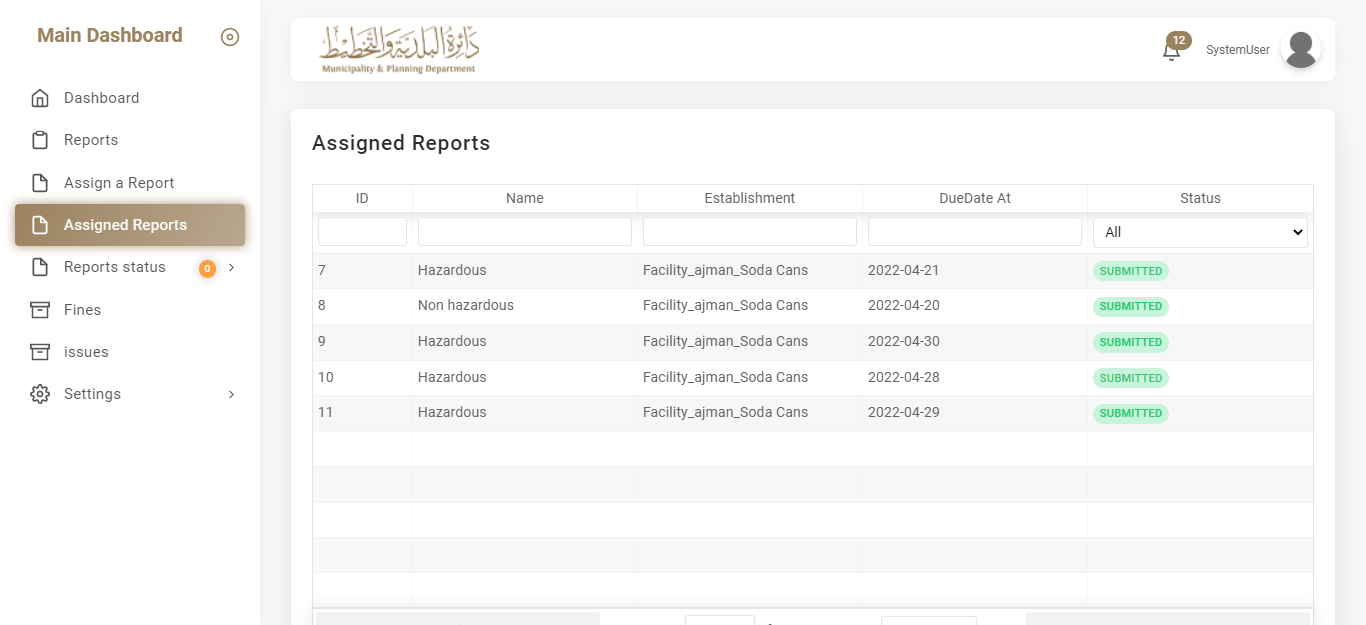 Main Dashboard
Dashboard
Reports
Assign a Report
Assigned Reports
Reports status 0
Fines
issues
Settings
دائرة البلدية والتخطيط
Municipality & Planning Department
12
SystemUser
Assigned Reports
ID Name Establishment DueDate At Status
All
7 Hazardous Facility_ajman_Soda Cans 2022-04-21 SUBMITTED
8 Non hazardous Facility_ajman_Soda Cans 2022-04-20 SUBMITTED
9 Hazardous Facility_ajman_Soda Cans 2022-04-30 SUBMITTED
10 Hazardous Facility_ajman_Soda Cans 2022-04-28 SUBMITTED
11 Hazardous Facility_ajman_Soda Cans 2022-04-29 SUBMITTED